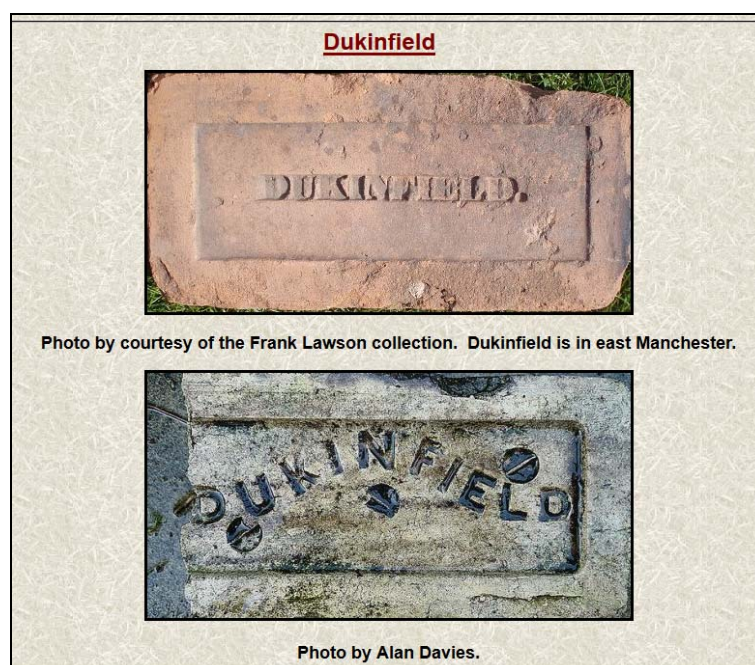 Dukinfield
DUKINFIELD.
Photo by courtesy of the Frank Lawson collection.  Dukinfield is in east Manchester.
DUKINFIELD
Photo by Alan Davies.